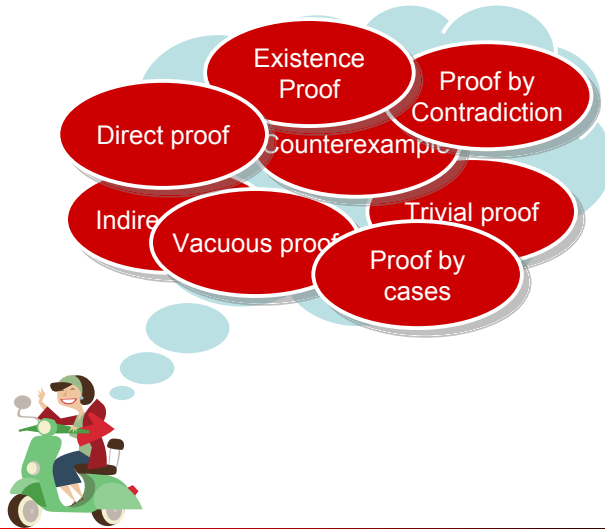 Existence
Proof
Proof by
Contradiction
Direct proof
Counterexample
Trivial proof
Vacuous proof
Proof by
cases